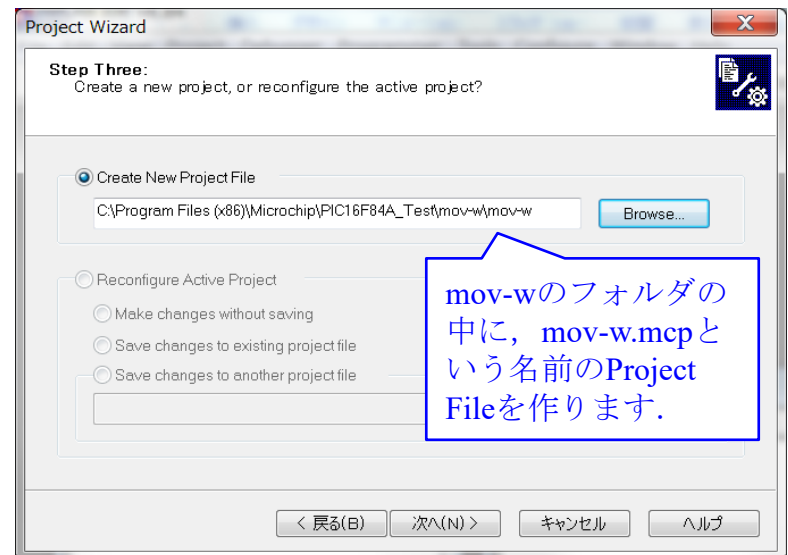 Project Wizard
Step Three:
Create a new project, or reconfigure the active project?
Create New Project File
C:\Program Files (x86)\Microchip\PIC16F84A_Test\mov-w\mov-w
Browse...
Reconfigure Active Project
Make changes without saving
Save changes to existing project file
Save changes to another project file
mov-wのフォルダの
中に，mov-w.mcpと
いう名前のProject
Fileを作ります.
< 戻る(B)
次へ(N) >
キャンセル
ヘルプ